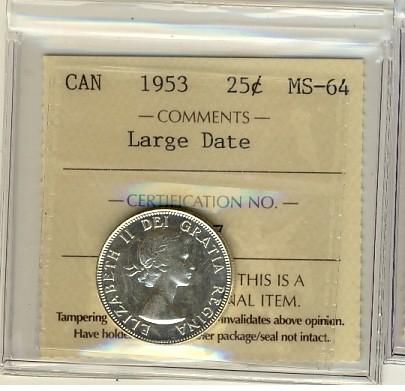 CAN 1953 25¢ MS-64
— COMMENTS —
Large Date
— CERTIFICATION NO. —
7
ELIZABETH II DEI GRATIA REGINA
THIS IS A
ITEM.
Tampering invalidates above opinion.
Have package/seal not intact.